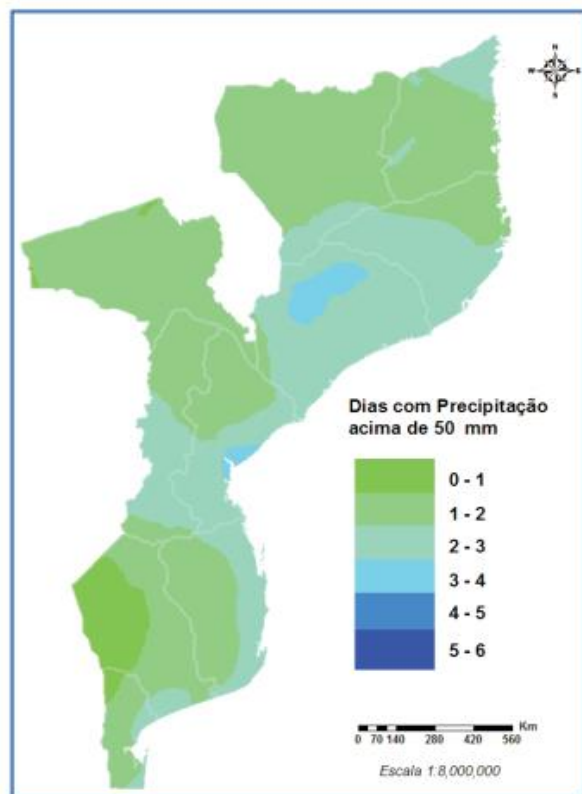 N
W
S
S
Dias com Precipitação
acima de 50 mm
0 - 1
1 - 2
2 - 3
3 - 4
4 - 5
5 - 6
Km
0 70 140 280 420 560
Escala 1:8,000,000